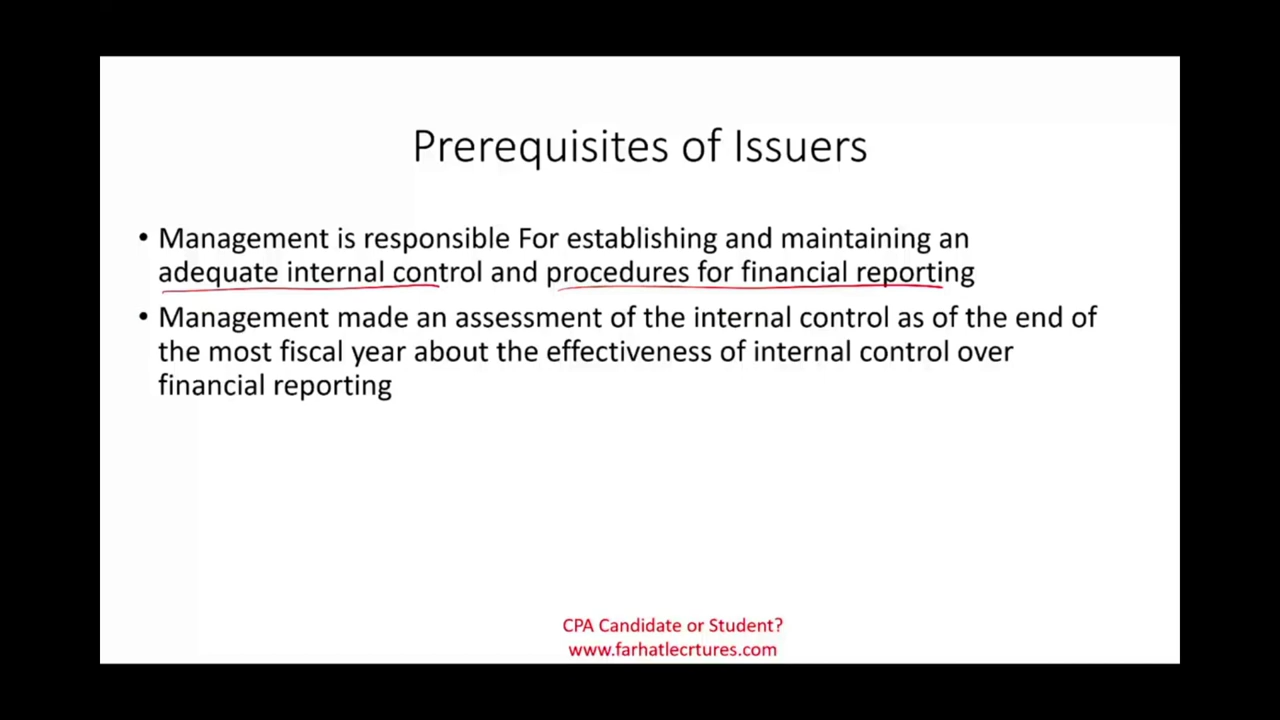 Prerequisites of Issuers
• Management is responsible For establishing and maintaining an
adequate internal control and procedures for financial reporting
• Management made an assessment of the internal control as of the end of
the most fiscal year about the effectiveness of internal control over
financial reporting
CPA Candidate or Student?
www.farhatlecrtures.com